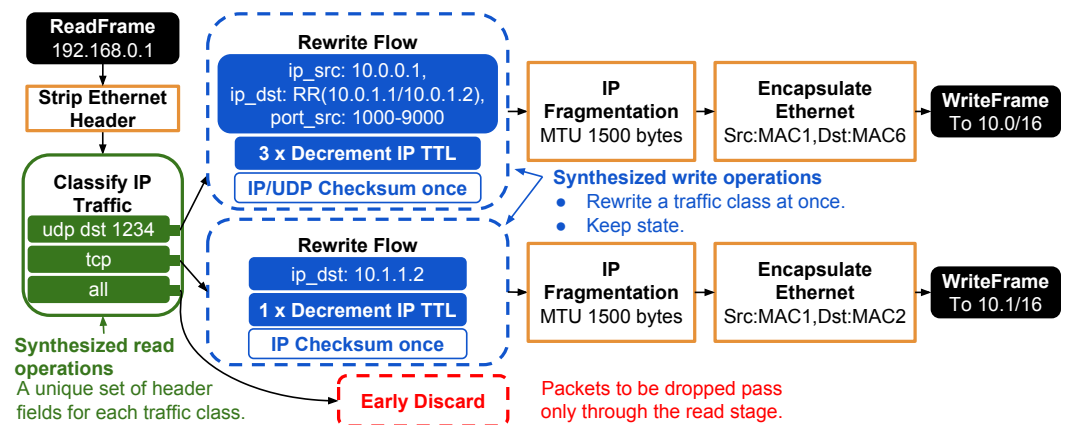 ReadFrame
192.168.0.1
Strip Ethernet
Header
Classify IP
Traffic
udp dst 1234
tcp
all
Synthesized read
operations
A unique set of header
fields for each traffic class.
Rewrite Flow
ip_src: 10.0.0.1,
ip_dst: RR(10.0.1.1/10.0.1.2),
port_src: 1000-9000
3 x Decrement IP TTL
IP/UDP Checksum once
IP
Fragmentation
MTU 1500 bytes
Encapsulate
Ethernet
Src:MAC1,Dst:MAC6
WriteFrame
To 10.0/16
Synthesized write operations
● Rewrite a traffic class at once.
● Keep state.
Rewrite Flow
ip_dst: 10.1.1.2
1 x Decrement IP TTL
IP Checksum once
IP
Fragmentation
MTU 1500 bytes
Encapsulate
Ethernet
Src:MAC1,Dst:MAC2
WriteFrame
To 10.1/16
Early Discard
Packets to be dropped pass
only through the read stage.